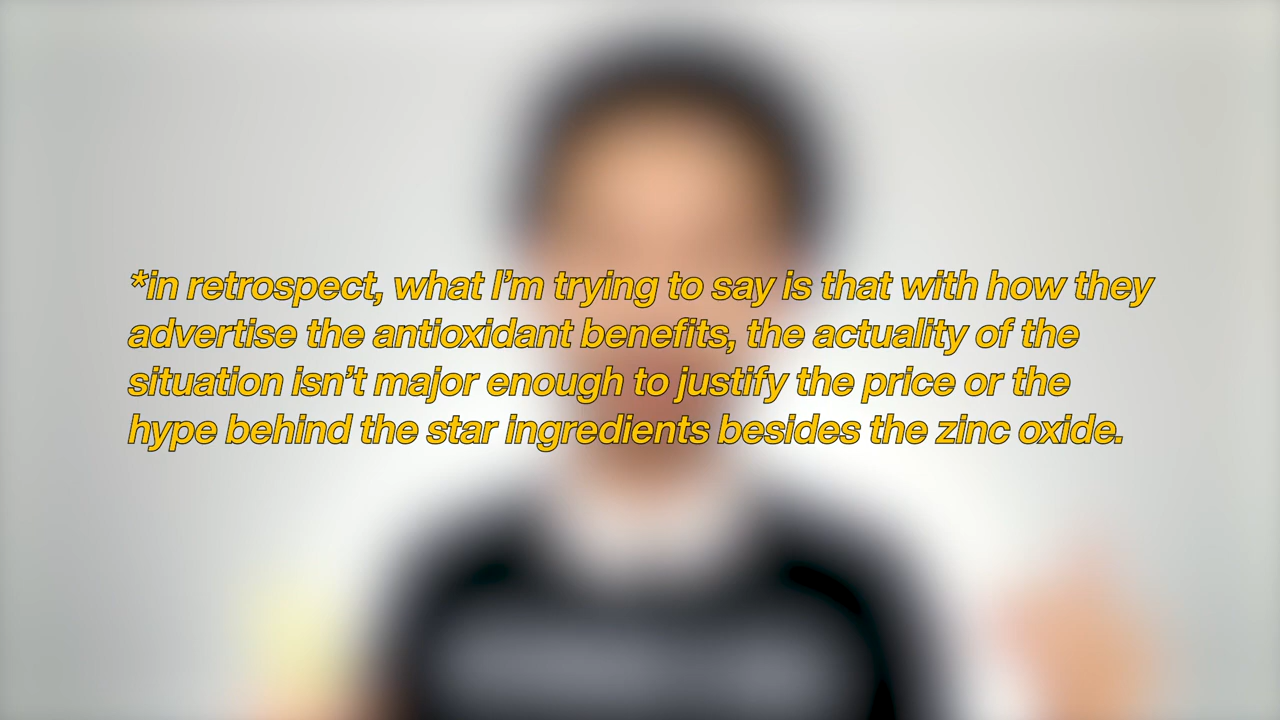 *in retrospect, what I'm trying to say is that with how they
advertise the antioxidant benefits, the actuality of the
situation isn't major enough to justify the price or the
hype behind the star ingredients besides the zinc oxide.